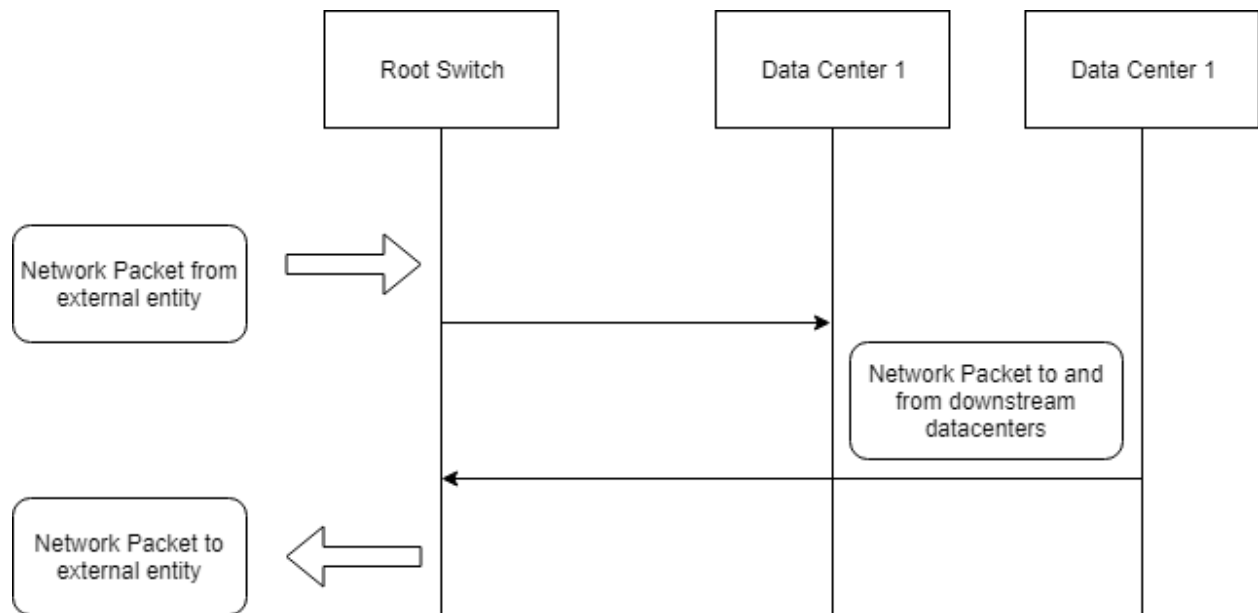 Root Switch
Data Center 1
Data Center 1
Network Packet from
external entity
Network Packet to and
from downstream
datacenters
Network Packet to
external entity